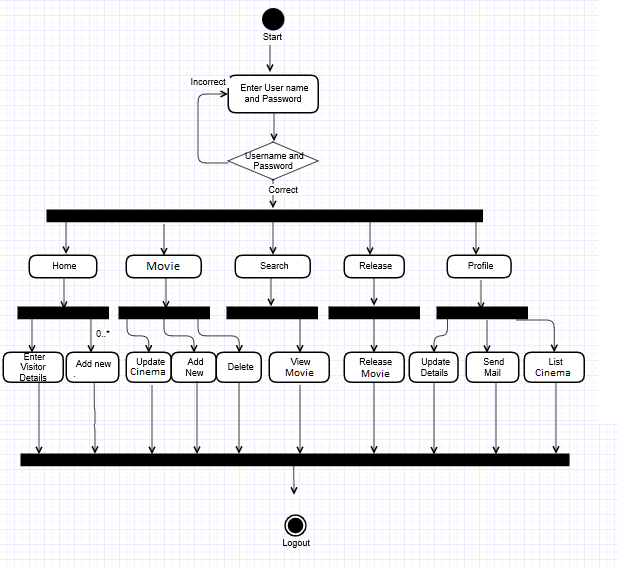 Start
Incorrect
Enter User name
and Password
Username and
Password
Correct
Home
Movie
Search
Release
Profile
0..*
Enter
Visitor
Details
Add new
.
Update
Cinema
Add
New
Delete
View
Movie
Release
Movie
Update
Details
Send
Mail
List
Cinema
Logout